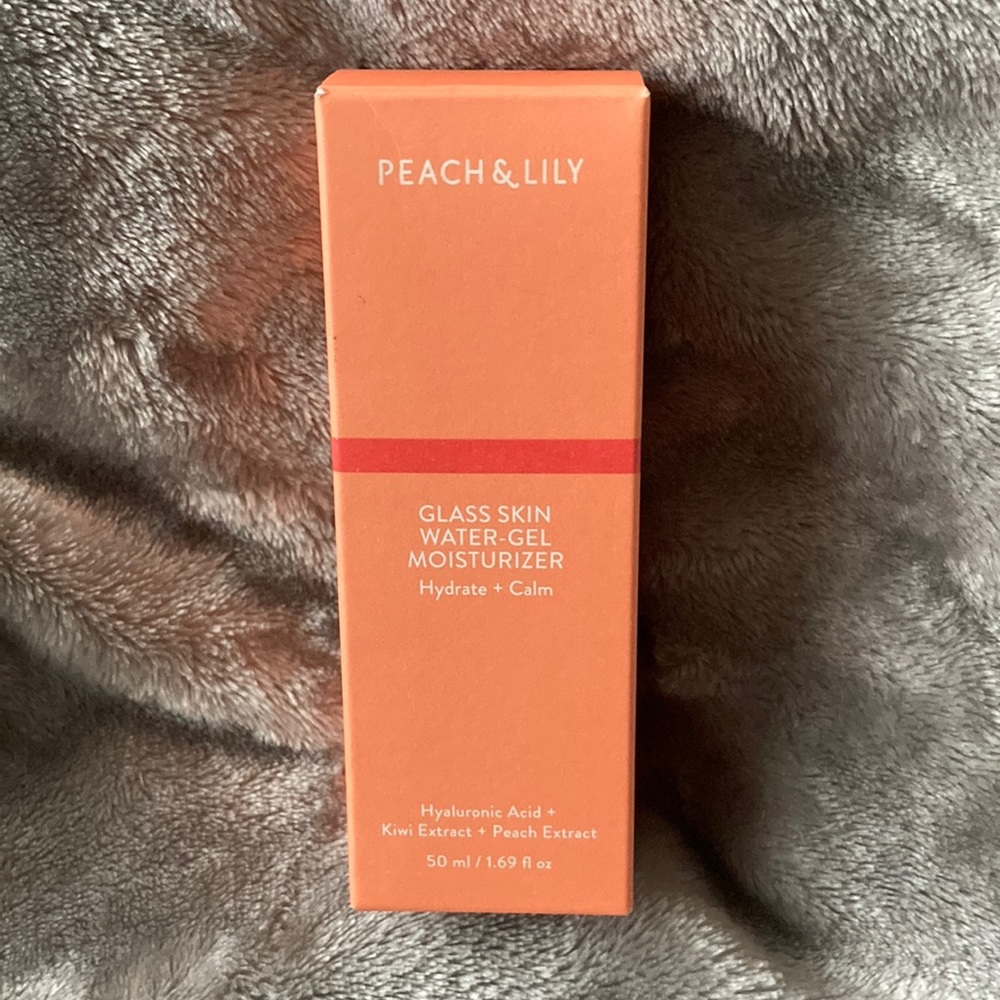 PEACH & LILY
GLASS SKIN
WATER-GEL
MOISTURIZER
Hydrate + Calm
Hyaluronic Acid +
Kiwi Extract + Peach Extract
50 ml / 1.69 fl oz